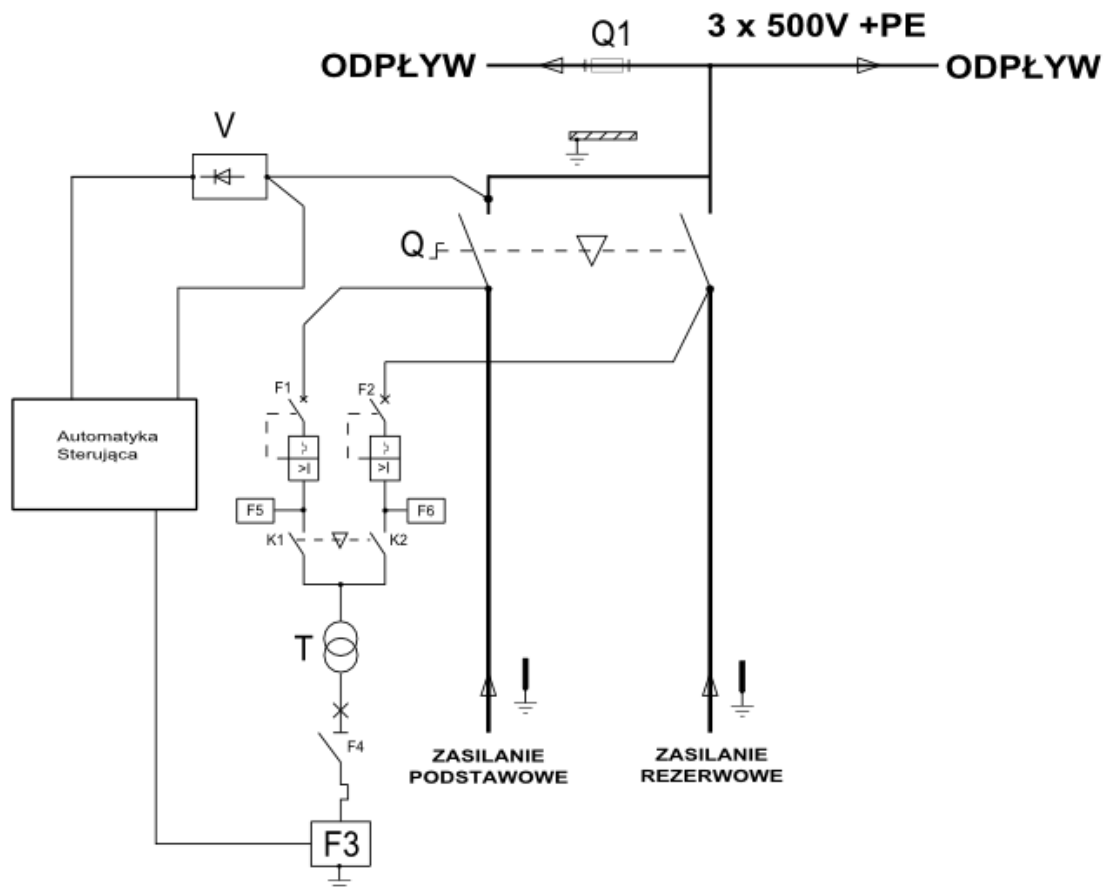 3 x 500V +PE
Q1
ODPŁYW
ODPŁYW
V
Q
F1
F2
Automatyka
Sterująca
>I
>I
F5
F6
K1
K2
T
F4
ZASILANIE
PODSTAWOWE
ZASILANIE
REZERWOWE
F3